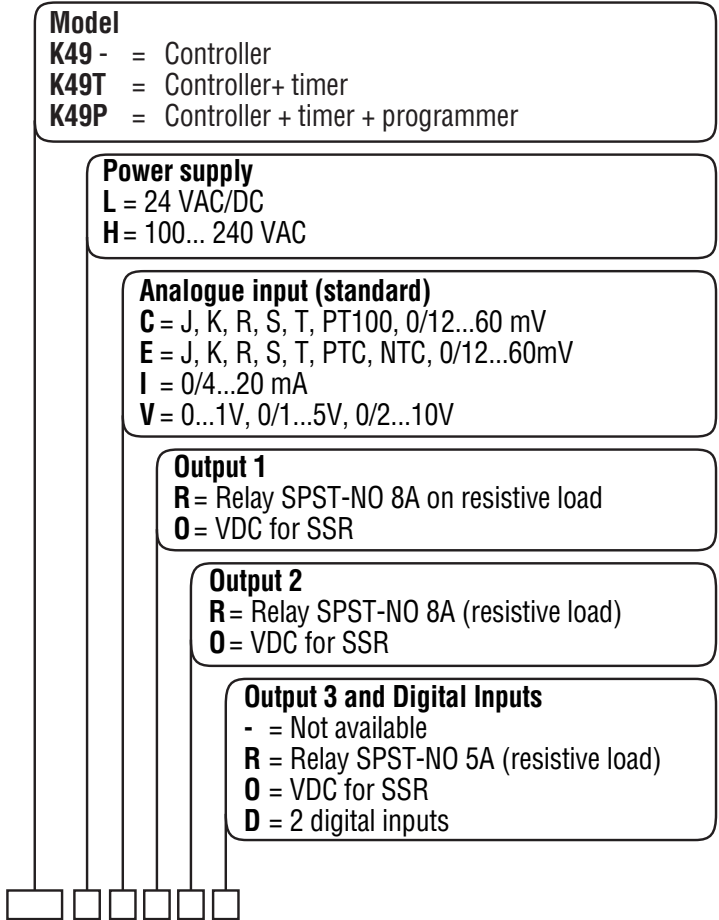 Model
K49 - = Controller
K49T = Controller+ timer
K49P = Controller + timer + programmer
Power supply
L = 24 VAC/DC
H = 100... 240 VAC
Analogue input (standard)
C = J, K, R, S, T, PT100, 0/12...60 mV
E = J, K, R, S, T, PTC, NTC, 0/12...60mV
I = 0/4...20 mA
V = 0...1V, 0/1...5V, 0/2...10V
Output 1
R = Relay SPST-NO 8A on resistive load
O = VDC for SSR
Output 2
R = Relay SPST-NO 8A (resistive load)
O = VDC for SSR
Output 3 and Digital Inputs
- = Not available
R = Relay SPST-NO 5A (resistive load)
O = VDC for SSR
D = 2 digital inputs